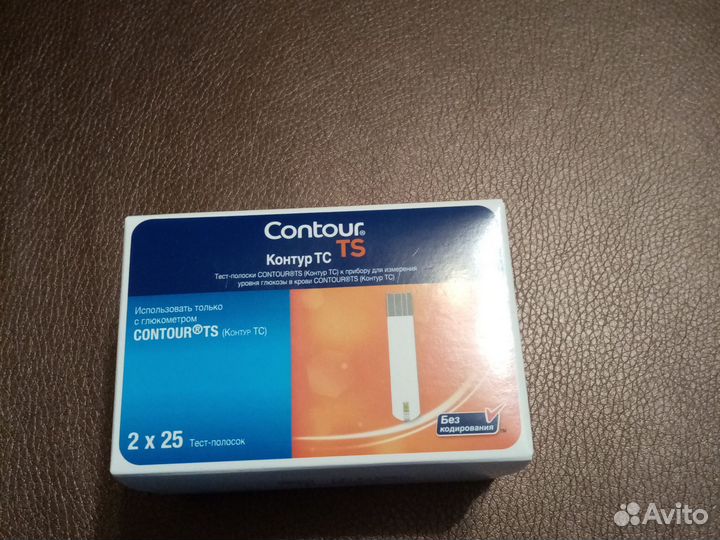 Contour®
TS
Контур ТС
Тест-полоски CONTOUR®TS (Контур ТС) к прибору для измерения
уровня глюкозы в крови CONTOUR®TS (Контур ТС)
Использовать только
с глюкометром
CONTOUR®TS (Контур ТС)
2 x 25 Тест-полосок
Без
кодирования™
Avito